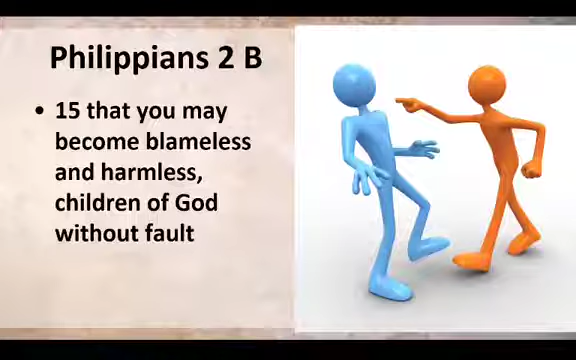 Philippians 2 B
• 15 that you may
become blameless
and harmless,
children of God
without fault